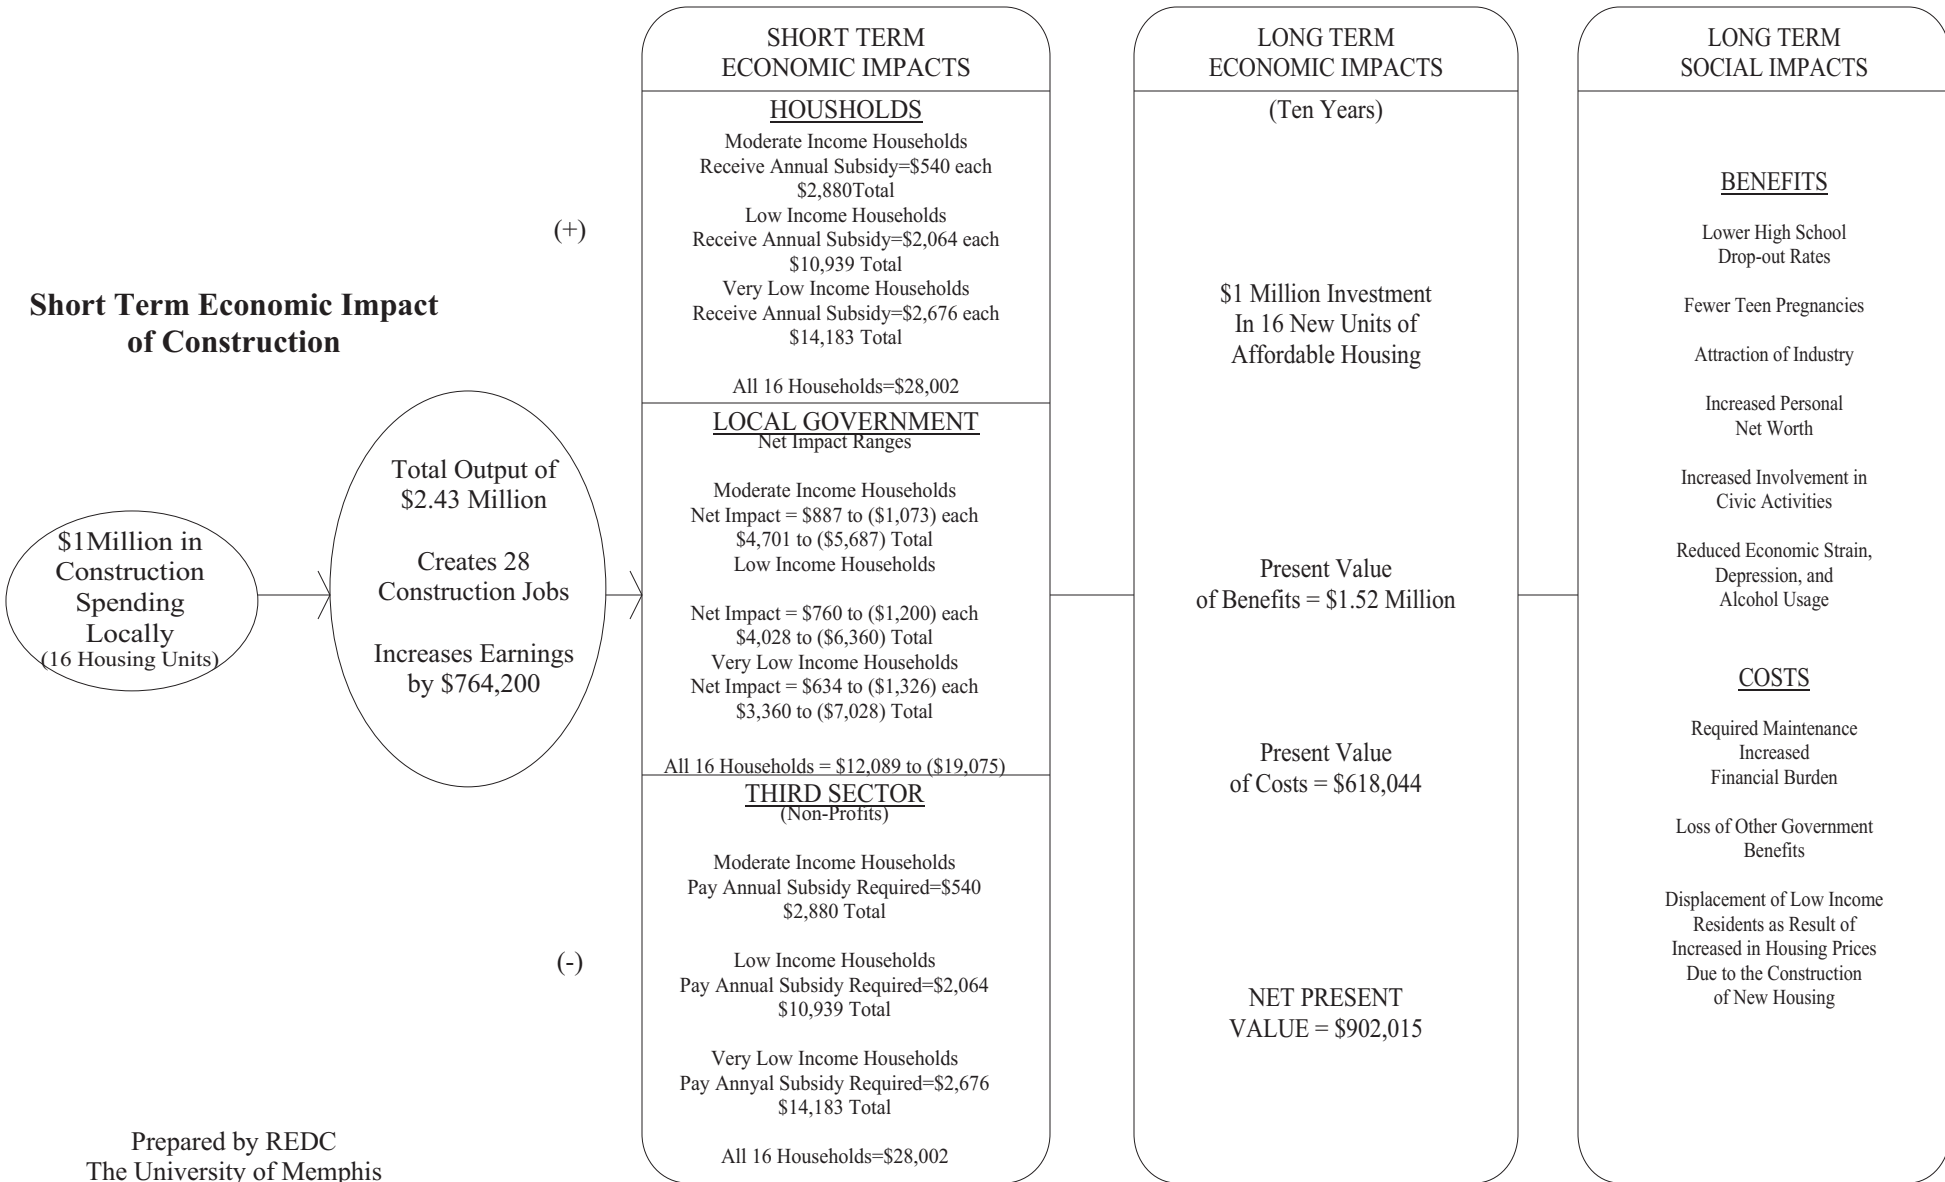 Short Term Economic Impact
of Construction
$1Million in
Construction
Spending
Locally
(16 Housing Units)
Total Output of
$2.43 Million
Creates 28
Construction Jobs
Increases Earnings
by $764,200
(+)
(-)
SHORT TERM
ECONOMIC IMPACTS
HOUSHOLDS
Moderate Income Households
Receive Annual Subsidy=$540 each
$2,880Total
Low Income Households
Receive Annual Subsidy=$2,064 each
$10,939 Total
Very Low Income Households
Receive Annual Subsidy=$2,676 each
$14,183 Total
All 16 Households=$28,002
LOCAL GOVERNMENT
Net Impact Ranges
Moderate Income Households
Net Impact = $887 to ($1,073) each
$4,701 to ($5,687) Total
Low Income Households
Net Impact = $760 to ($1,200) each
$4,028 to ($6,360) Total
Very Low Income Households
Net Impact = $634 to ($1,326) each
$3,360 to ($7,028) Total
All 16 Households = $12,089 to ($19,075)
THIRD SECTOR
(Non-Profits)
Moderate Income Households
Pay Annual Subsidy Required=$540
$2,880 Total
Low Income Households
Pay Annual Subsidy Required=$2,064
$10,939 Total
Very Low Income Households
Pay Annyal Subsidy Required=$2,676
$14,183 Total
All 16 Households=$28,002
LONG TERM
ECONOMIC IMPACTS
(Ten Years)
$1 Million Investment
In 16 New Units of
Affordable Housing
Present Value
of Benefits = $1.52 Million
Present Value
of Costs = $618,044
NET PRESENT
VALUE = $902,015
LONG TERM
SOCIAL IMPACTS
BENEFITS
Lower High School
Drop-out Rates
Fewer Teen Pregnancies
Attraction of Industry
Increased Personal
Net Worth
Increased Involvement in
Civic Activities
Reduced Economic Strain,
Depression, and
Alcohol Usage
COSTS
Required Maintenance
Increased
Financial Burden
Loss of Other Government
Benefits
Displacement of Low Income
Residents as Result of
Increased in Housing Prices
Due to the Construction
of New Housing
Prepared by REDC
The University of Memphis